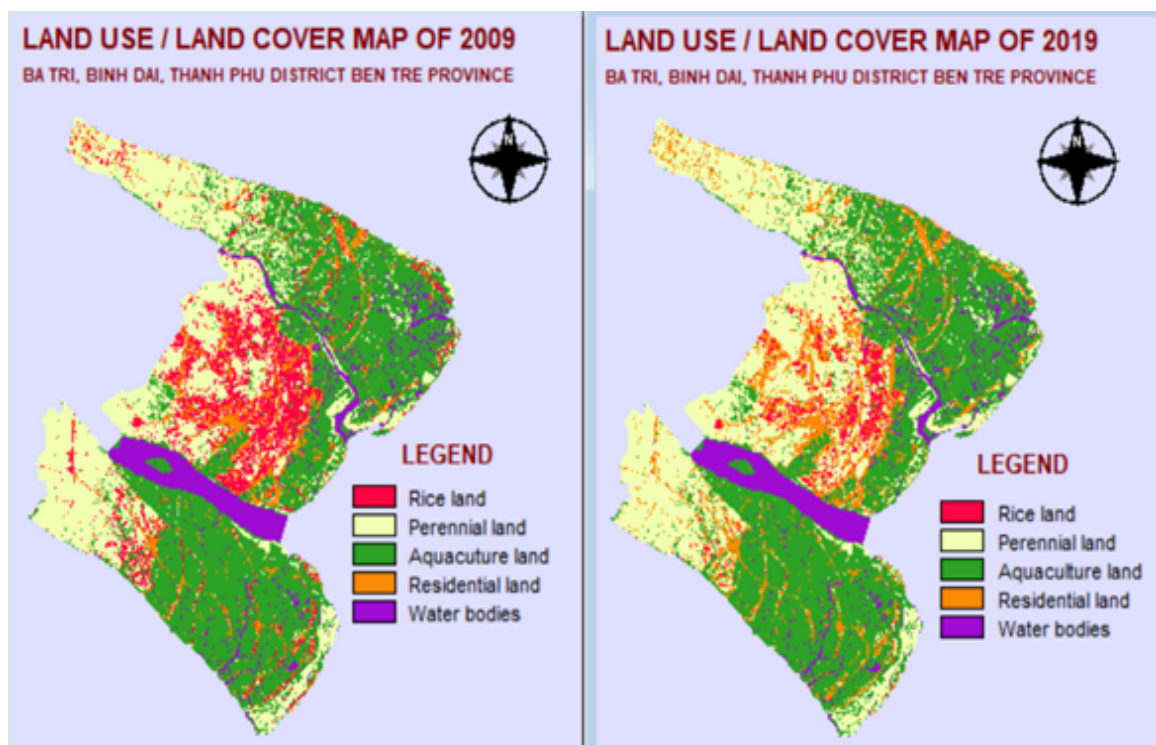 LAND USE / LAND COVER MAP OF 2009
BA TRI, BINH DAI, THANH PHU DISTRICT BEN TRE PROVINCE
N
LEGEND
Rice land
Perennial land
Aquacuture land
Residential land
Water bodies
LAND USE / LAND COVER MAP OF 2019
BA TRI, BINH DAI, THANH PHU DISTRICT BEN TRE PROVINCE
N
LEGEND
Rice land
Perennial land
Aquaculture land
Residential land
Water bodies